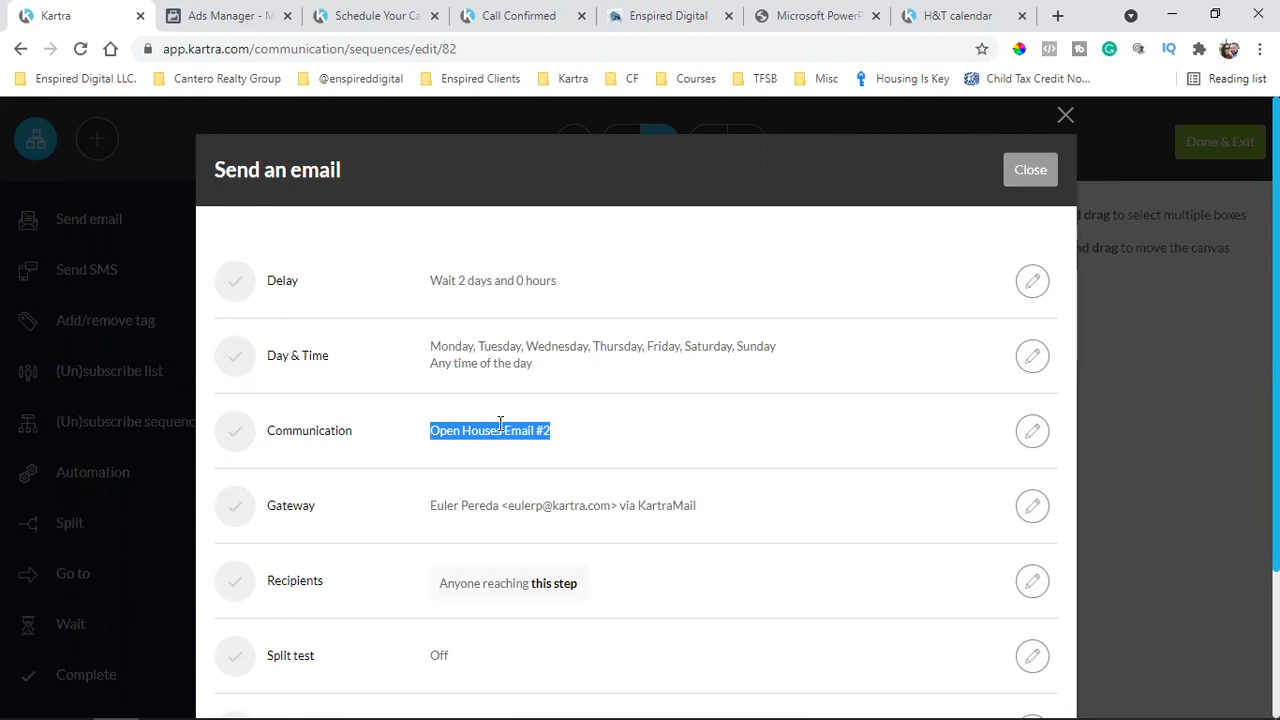 Kartra
Ads Manager - M
Schedule Your Ca
Call Confirmed
Enspired Digital
Microsoft PowerP
H&T calendar
app.kartra.com/communication/sequences/edit/82
IQ
Enspired Digital LLC.
Cantero Realty Group
@enspireddigital
Enspired Clients
Kartra
CF
Courses
TFSB
Misc
Housing Is Key
Child Tax Credit No...
Reading list
Done & Exit
Send an email
Close
Send email
Send SMS
Add/remove tag
(Un)subscribe list
(Un)subscribe sequenc
Automation
Split
Go to
Wait
Complete
d drag to select multiple boxes
nd drag to move the canvas
Delay
Wait 2 days and 0 hours
Day & Time
Monday, Tuesday, Wednesday, Thursday, Friday, Saturday, Sunday
Any time of the day
Communication
Open House-Email #2
Gateway
Euler Pereda <eulerp@kartra.com> via KartraMail
Recipients
Anyone reaching this step
Split test
Off